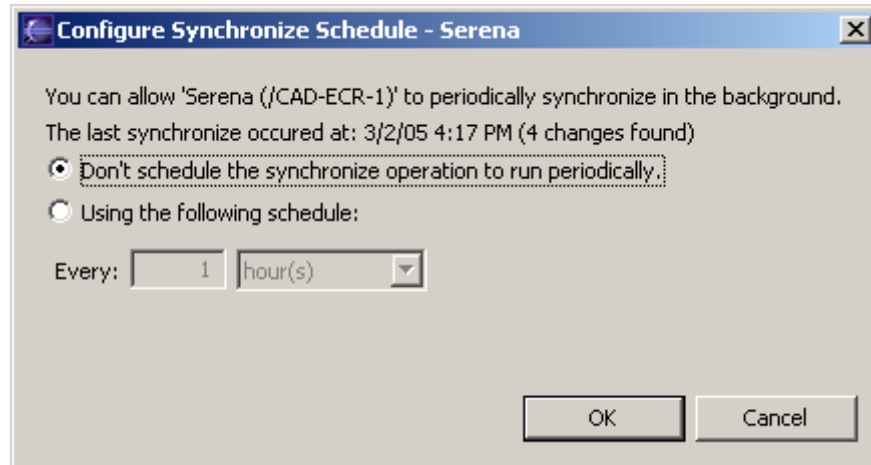 Configure Synchronize Schedule - Serena
You can allow 'Serena (/CAD-ECR-1)' to periodically synchronize in the background.
The last synchronize occured at: 3/2/05 4:17 PM (4 changes found)
Don't schedule the synchronize operation to run periodically.
Using the following schedule:
Every: 1 hour(s)
OK Cancel